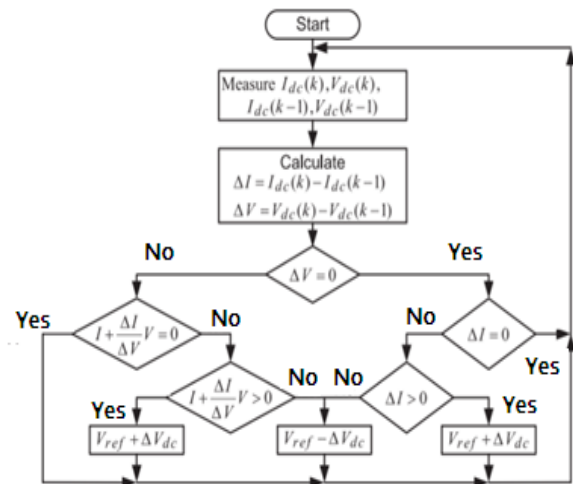 Start
Measure I_dc(k),V_dc(k),
I_dc(k−1),V_dc(k−1)
Calculate
ΔI=I_dc(k)−I_dc(k−1)
ΔV=V_dc(k)−V_dc(k−1)
No
Yes
ΔV=0
Yes
I+ΔI/ΔV V=0
No
No
ΔI=0
Yes
I+ΔI/ΔV V>0
No
No
ΔI>0
Yes
Yes
V_ref+ΔV_dc
V_ref−ΔV_dc
V_ref+ΔV_dc